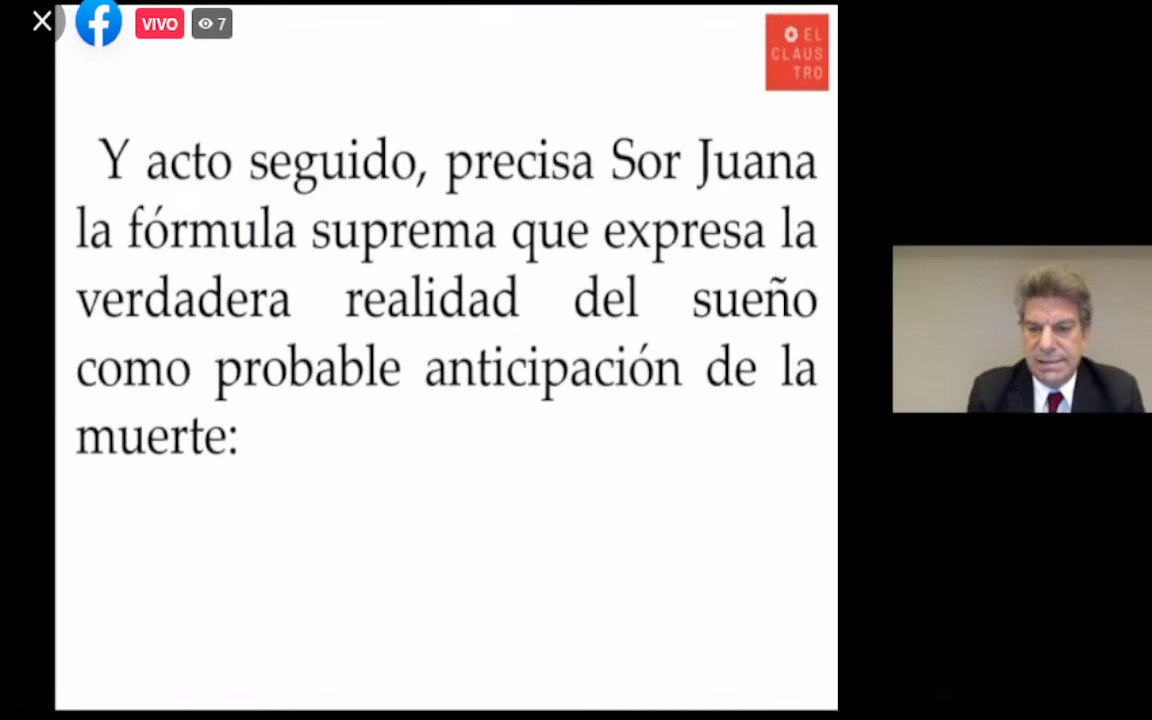 VIVO
7
EL
CLAUS
TRO
Y acto seguido, precisa Sor Juana
la fórmula suprema que expresa la
verdadera realidad del sueño
como probable anticipación de la
muerte: